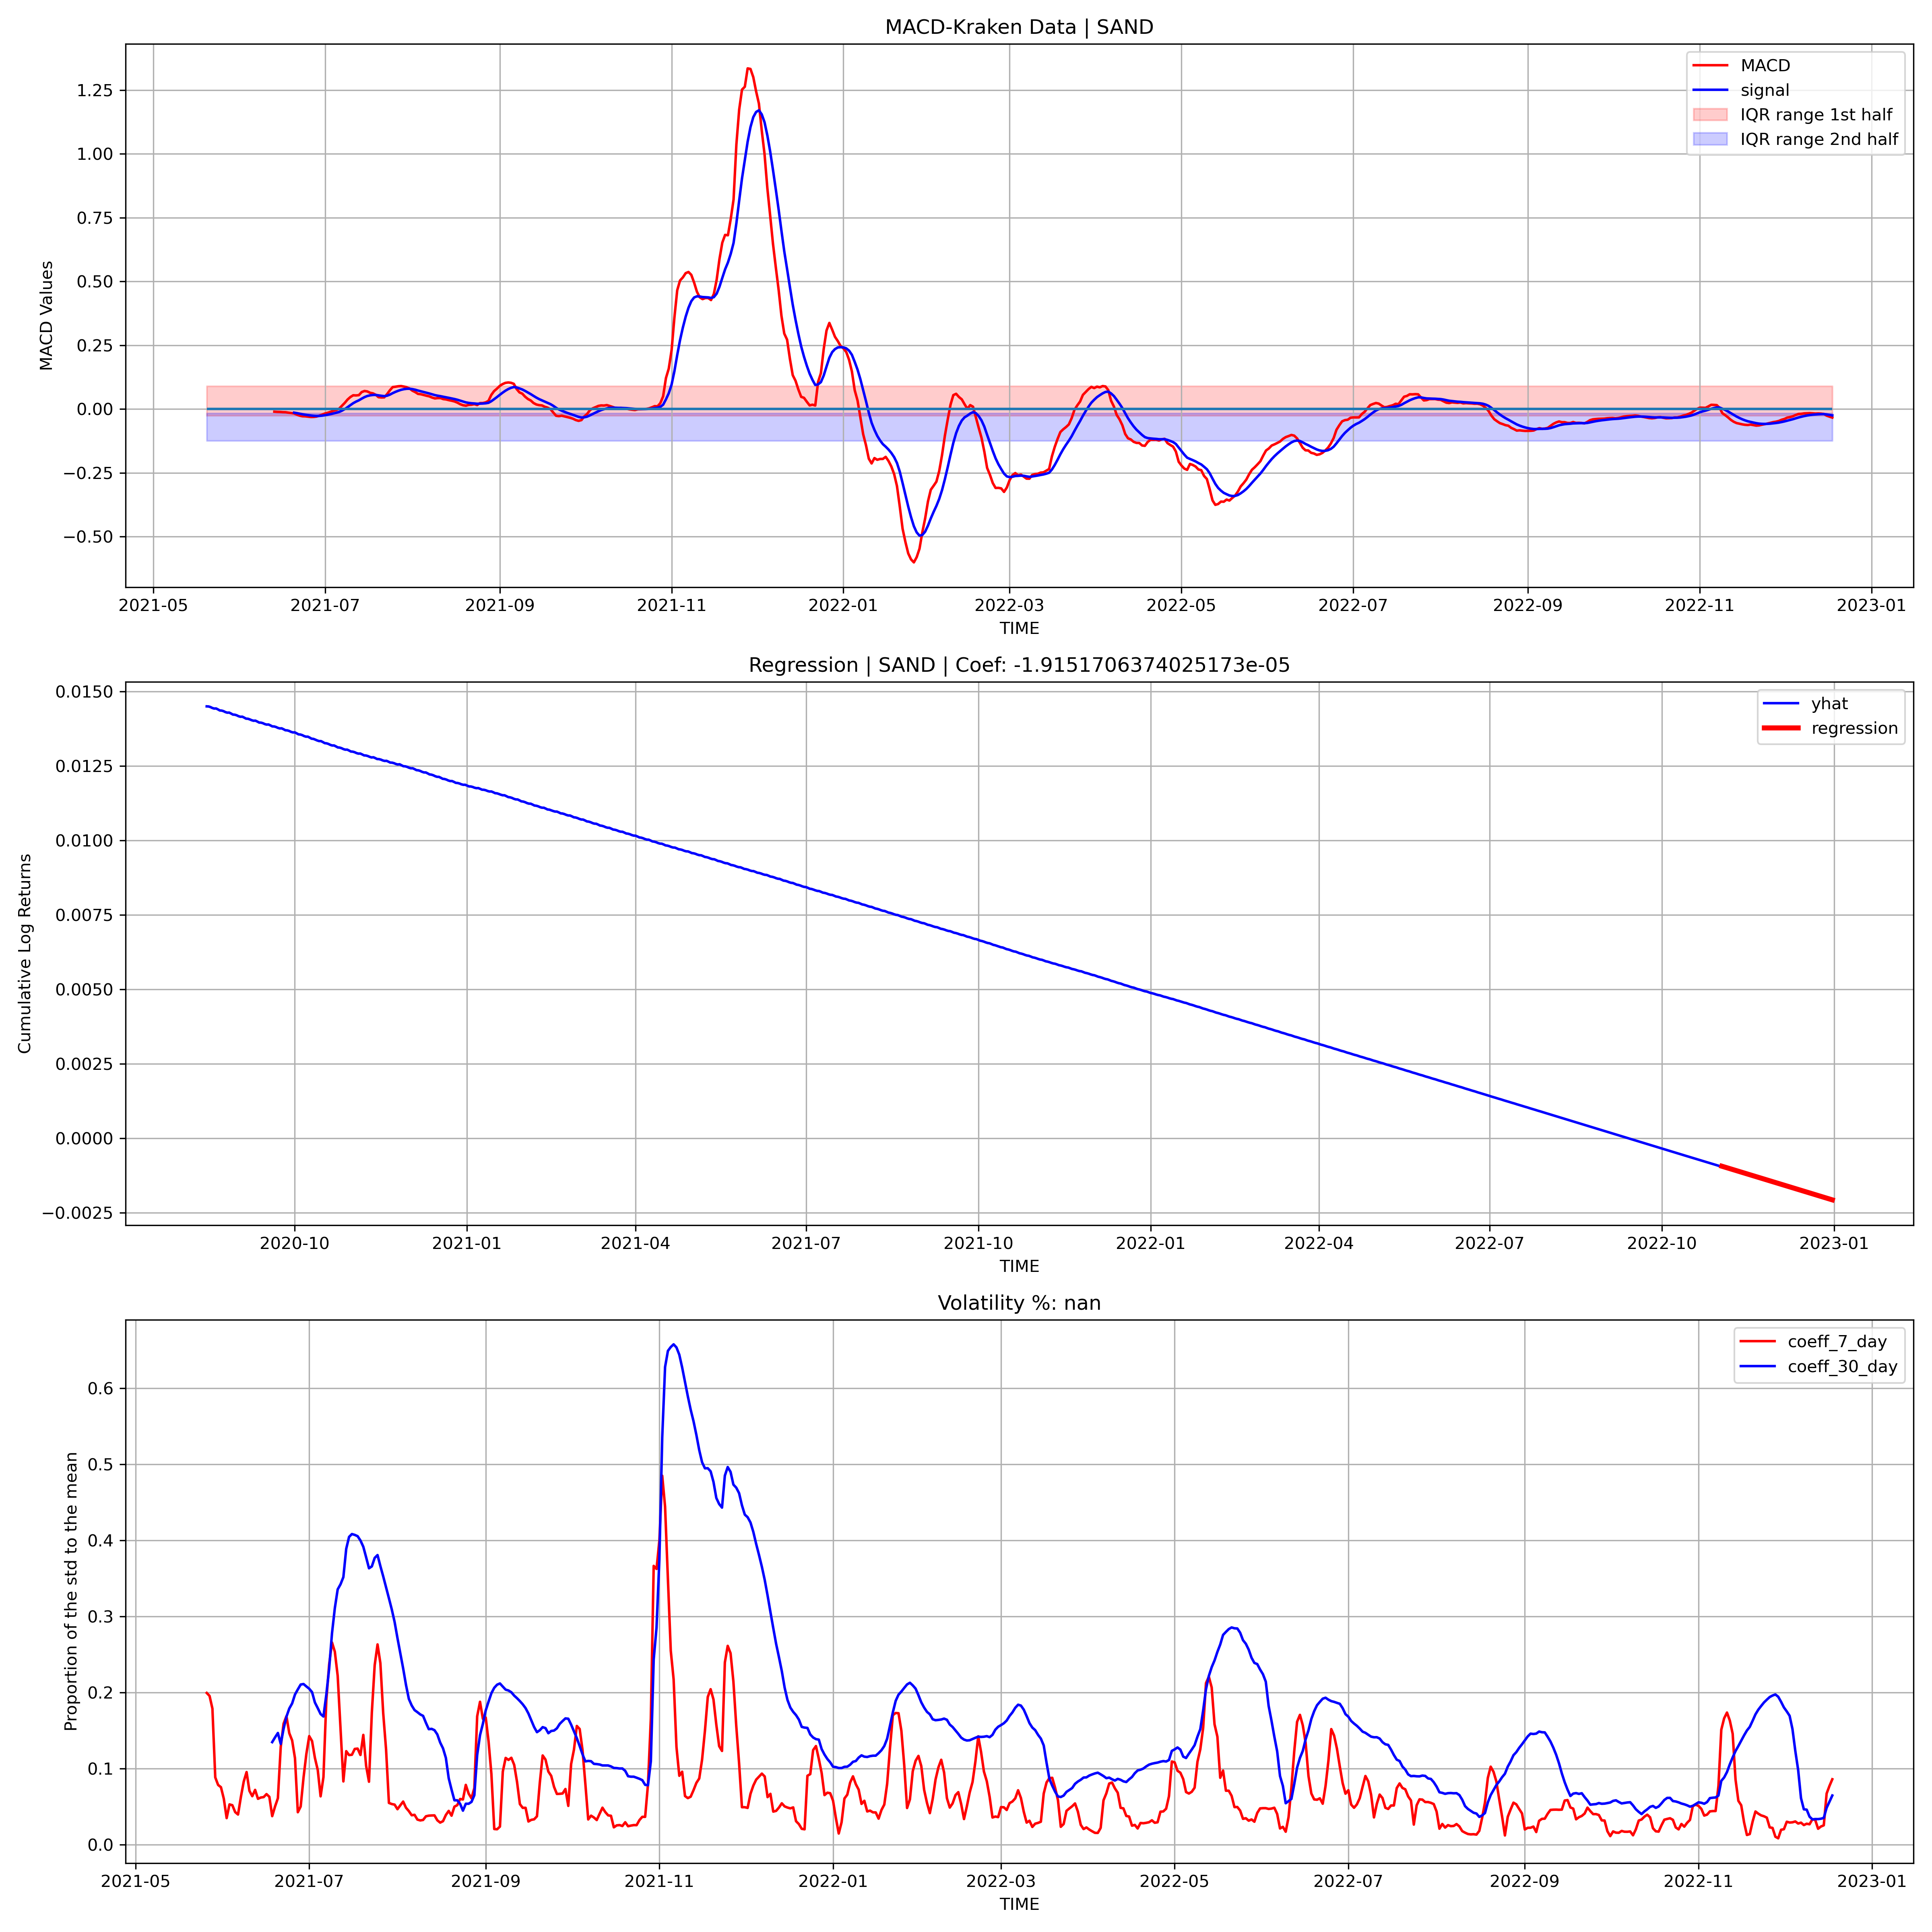 MACD-Kraken Data | SAND
MACD Values
1.25
1.00
0.75
0.50
0.25
0.00
−0.25
−0.50
MACD
signal
IQR range 1st half
IQR range 2nd half
2021-05 2021-07 2021-09 2021-11 2022-01 2022-03 2022-05 2022-07 2022-09 2022-11 2023-01
TIME
Regression | SAND | Coef: -1.9151706374025173e-05
Cumulative Log Returns
0.0150
0.0125
0.0100
0.0075
0.0050
0.0025
0.0000
−0.0025
yhat
regression
2020-10 2021-01 2021-04 2021-07 2021-10 2022-01 2022-04 2022-07 2022-10 2023-01
TIME
Volatility %: nan
Proportion of the std to the mean
0.6
0.5
0.4
0.3
0.2
0.1
0.0
coeff_7_day
coeff_30_day
2021-05 2021-07 2021-09 2021-11 2022-01 2022-03 2022-05 2022-07 2022-09 2022-11 2023-01
TIME